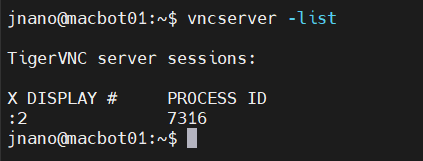 jnano@macbot01:~$ vncserver -list
TigerVNC server sessions:
X DISPLAY #     PROCESS ID
:2              7316
jnano@macbot01:~$